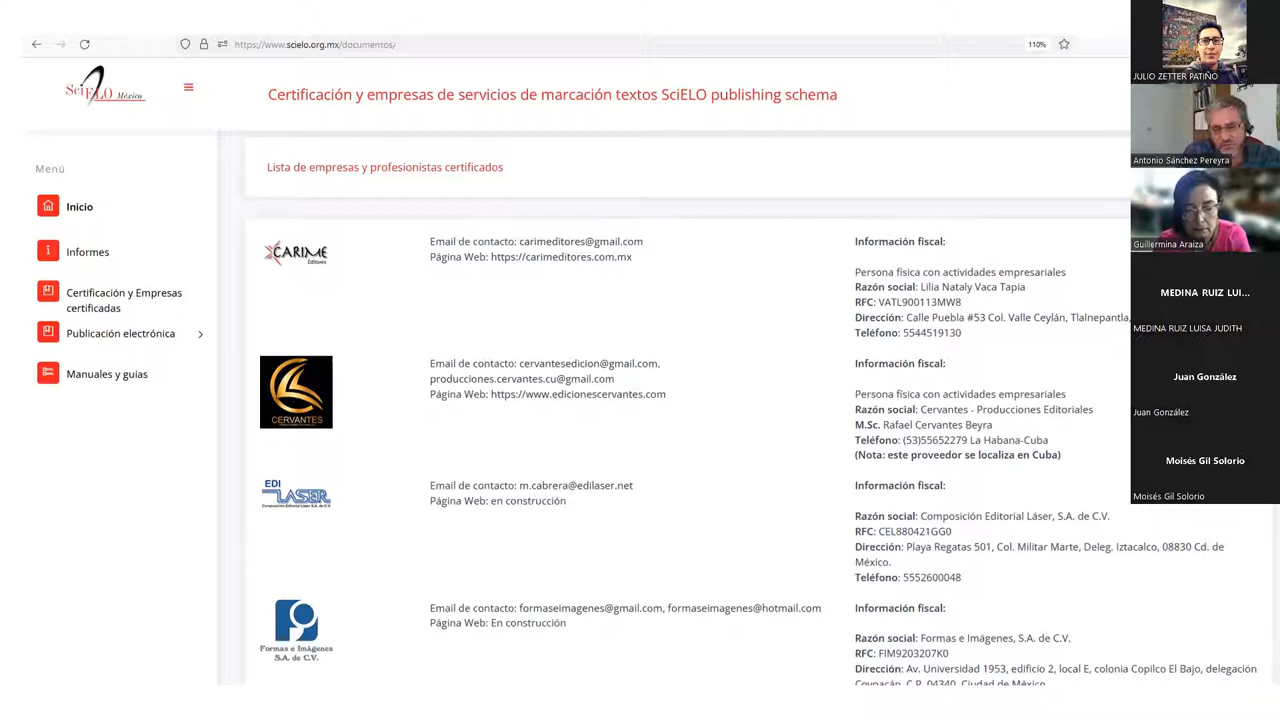 https://www.scielo.org.mx/documentos/
110%
SciELO México
Certificación y empresas de servicios de marcación textos SciELO publishing schema
Menú
Inicio
Informes
Certificación y Empresas
certificadas
Publicación electrónica
Manuales y guías
Lista de empresas y profesionistas certificados
CARIME
Editores
Email de contacto: carimeditores@gmail.com
Página Web: https://carimeditores.com.mx
Información fiscal:
Persona física con actividades empresariales
Razón social: Lilia Nataly Vaca Tapia
RFC: VATL900113MW8
Dirección: Calle Puebla #53 Col. Valle Ceylán, Tlalnepantla,
Teléfono: 5544519130
CERVANTES
Email de contacto: cervantesedicion@gmail.com,
producciones.cervantes.cu@gmail.com
Página Web: https://www.edicionescervantes.com
Información fiscal:
Persona física con actividades empresariales
Razón social: Cervantes - Producciones Editoriales
M.Sc. Rafael Cervantes Beyra
Teléfono: (53)55652279 La Habana-Cuba
(Nota: este proveedor se localiza en Cuba)
EDI
LASER
Composición Editorial Láser S.A. de C.V.
Email de contacto: m.cabrera@edilaser.net
Página Web: en construcción
Información fiscal:
Razón social: Composición Editorial Láser, S.A. de C.V.
RFC: CEL880421GG0
Dirección: Playa Regatas 501, Col. Militar Marte, Deleg. Iztacalco, 08830 Cd. de
México.
Teléfono: 5552600048
Formas e Imágenes
S.A. de C.V.
Email de contacto: formaseimagenes@gmail.com, formaseimagenes@hotmail.com
Página Web: En construcción
Información fiscal:
Razón social: Formas e Imágenes, S.A. de C.V.
RFC: FIM9203207K0
Dirección: Av. Universidad 1953, edificio 2, local E, colonia Copilco El Bajo, delegación
Coyoacán, C.P. 04340, Ciudad de México
JULIO ZETTER PATIÑO
Antonio Sánchez Pereyra
Guillermina Araiza
MEDINA RUIZ LUI...
MEDINA RUIZ LUISA JUDITH
Juan González
Juan González
Moisés Gil Solorio
Moisés Gil Solorio